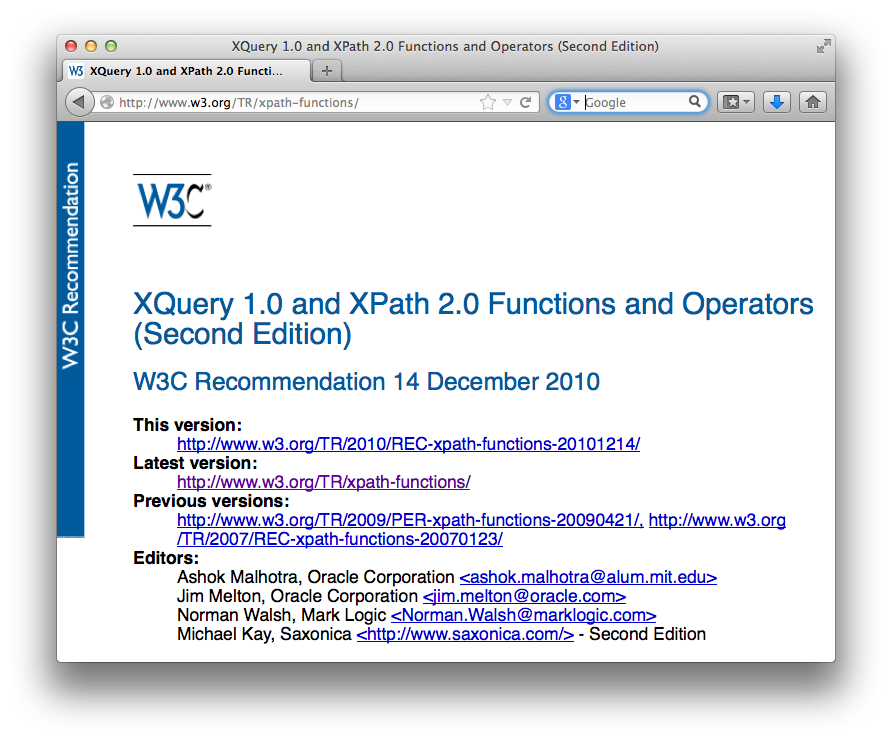 XQuery 1.0 and XPath 2.0 Functions and Operators (Second Edition)
W3 XQuery 1.0 and XPath 2.0 Functi...
http://www.w3.org/TR/xpath-functions/
8 Google
W3C Recommendation
W3C®
XQuery 1.0 and XPath 2.0 Functions and Operators
(Second Edition)
W3C Recommendation 14 December 2010
This version:
http://www.w3.org/TR/2010/REC-xpath-functions-20101214/
Latest version:
http://www.w3.org/TR/xpath-functions/
Previous versions:
http://www.w3.org/TR/2009/PER-xpath-functions-20090421/, http://www.w3.org
/TR/2007/REC-xpath-functions-20070123/
Editors:
Ashok Malhotra, Oracle Corporation <ashok.malhotra@alum.mit.edu>
Jim Melton, Oracle Corporation <jim.melton@oracle.com>
Norman Walsh, Mark Logic <Norman.Walsh@marklogic.com>
Michael Kay, Saxonica <http://www.saxonica.com/> - Second Edition